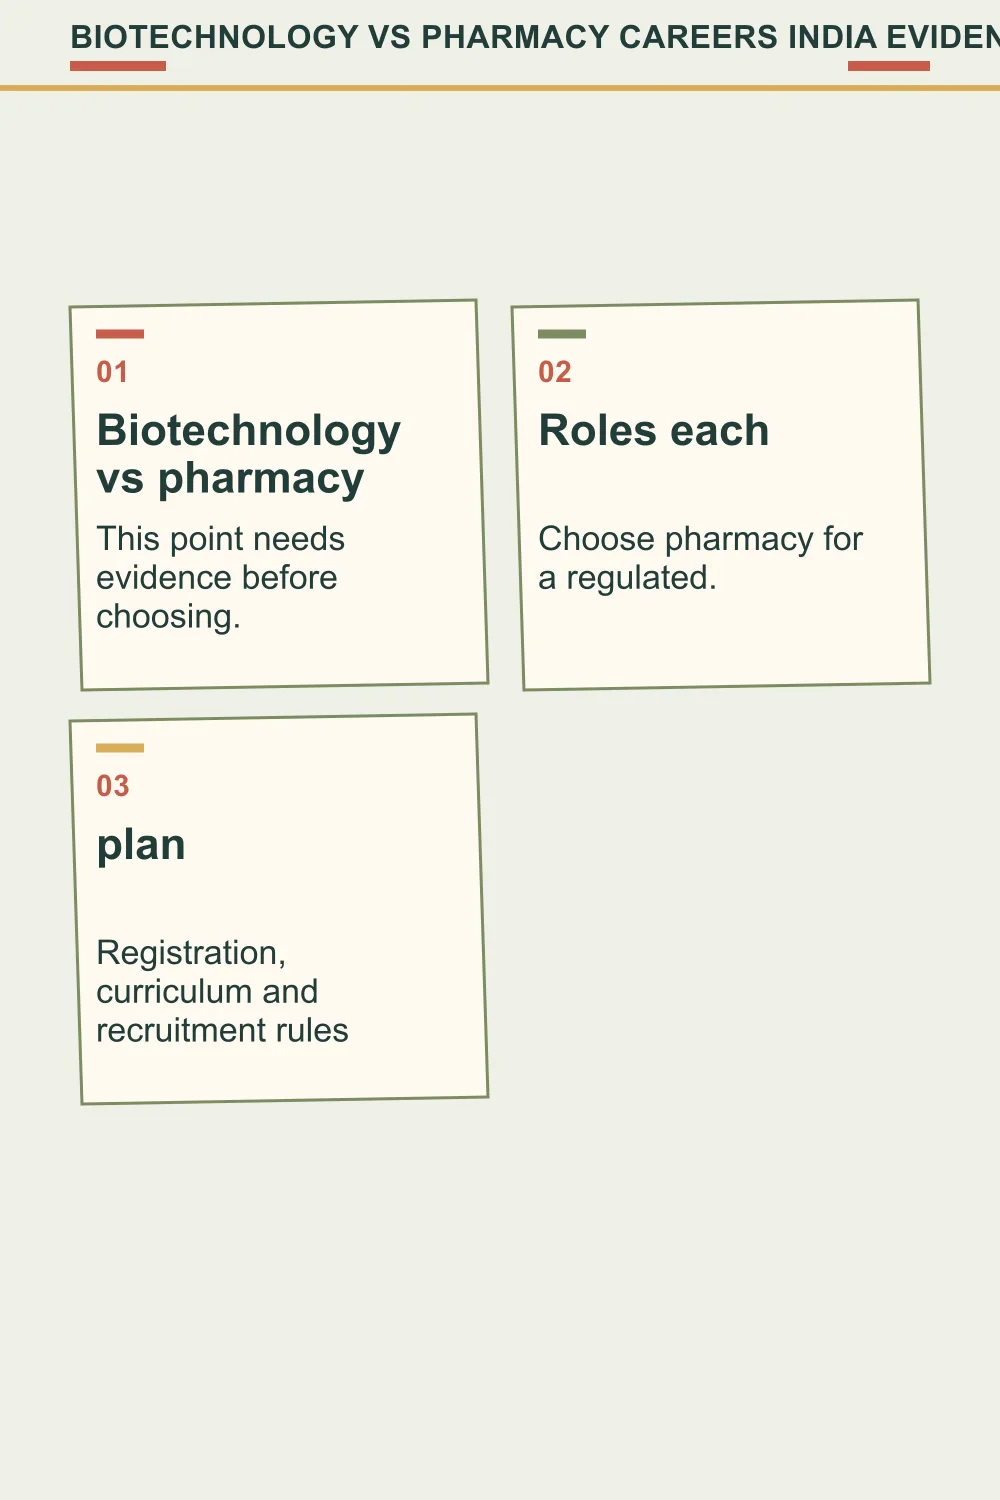 BIOTECHNOLOGY VS PHARMACY CAREERS INDIA EVIDEN
01
Biotechnology
vs pharmacy
This point needs
evidence before
choosing.
02
Roles each
Choose pharmacy for
a regulated.
03
plan
Registration,
curriculum and
recruitment rules